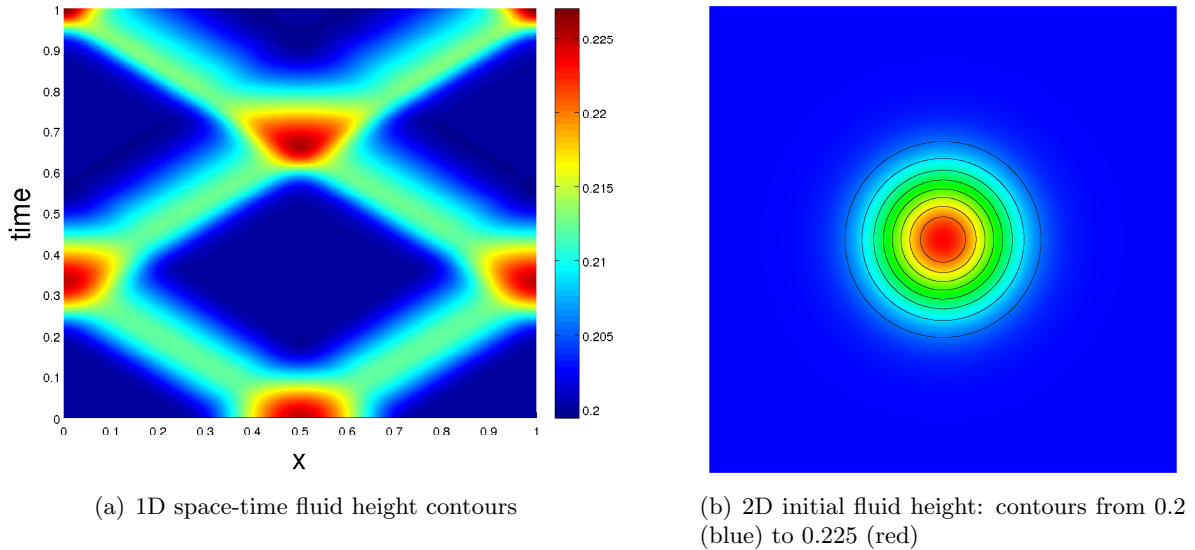 1
0.9
0.8
0.7
0.6
0.5
0.4
0.3
0.2
0.1
0
time
0 0.1 0.2 0.3 0.4 0.5 0.6 0.7 0.8 0.9 1
x
0.225
0.22
0.215
0.21
0.205
0.2
(a) 1D space-time fluid height contours
(b) 2D initial fluid height: contours from 0.2
(blue) to 0.225 (red)